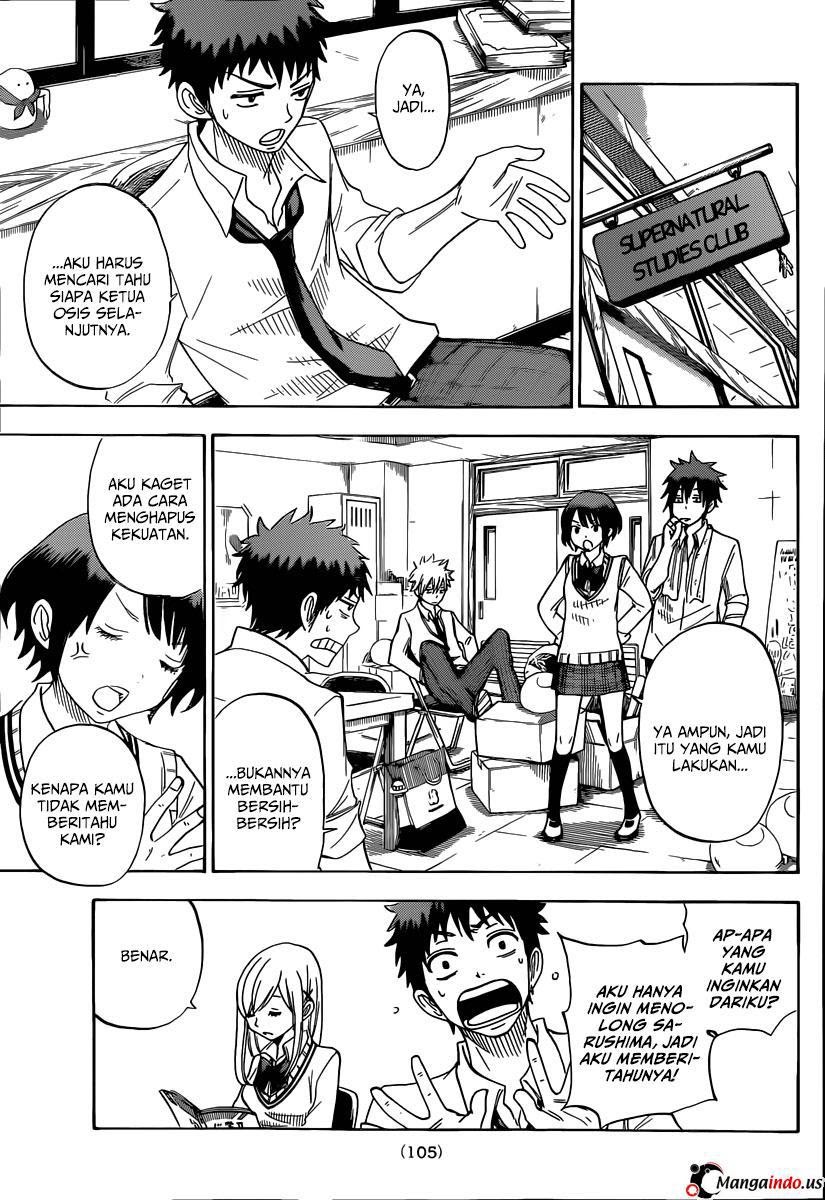 SUPERNATURAL
STUDIES CLUB
YA,
JADI...
...AKU HARUS
MENCARI TAHU
SIAPA KETUA
OSIS SELA-
NJUTNYA.
YA AMPUN, JADI
ITU YANG KAMU
LAKUKAN...
...BUKANNYA
MEMBANTU
BERSIH-
BERSIH?
AKU KAGET
ADA CARA
MENGHAPUS
KEKUATAN.
KENAPA KAMU
TIDAK MEM-
BERITAHU
KAMI?
AP-APA
YANG
KAMU
INGINKAN
DARIKU?
AKU HANYA
INGIN MENO-
LONG SA-
RUSHIMA, JADI
AKU MEMBERI-
TAHUNYA!
BENAR.
(105)
Mangaindo.us